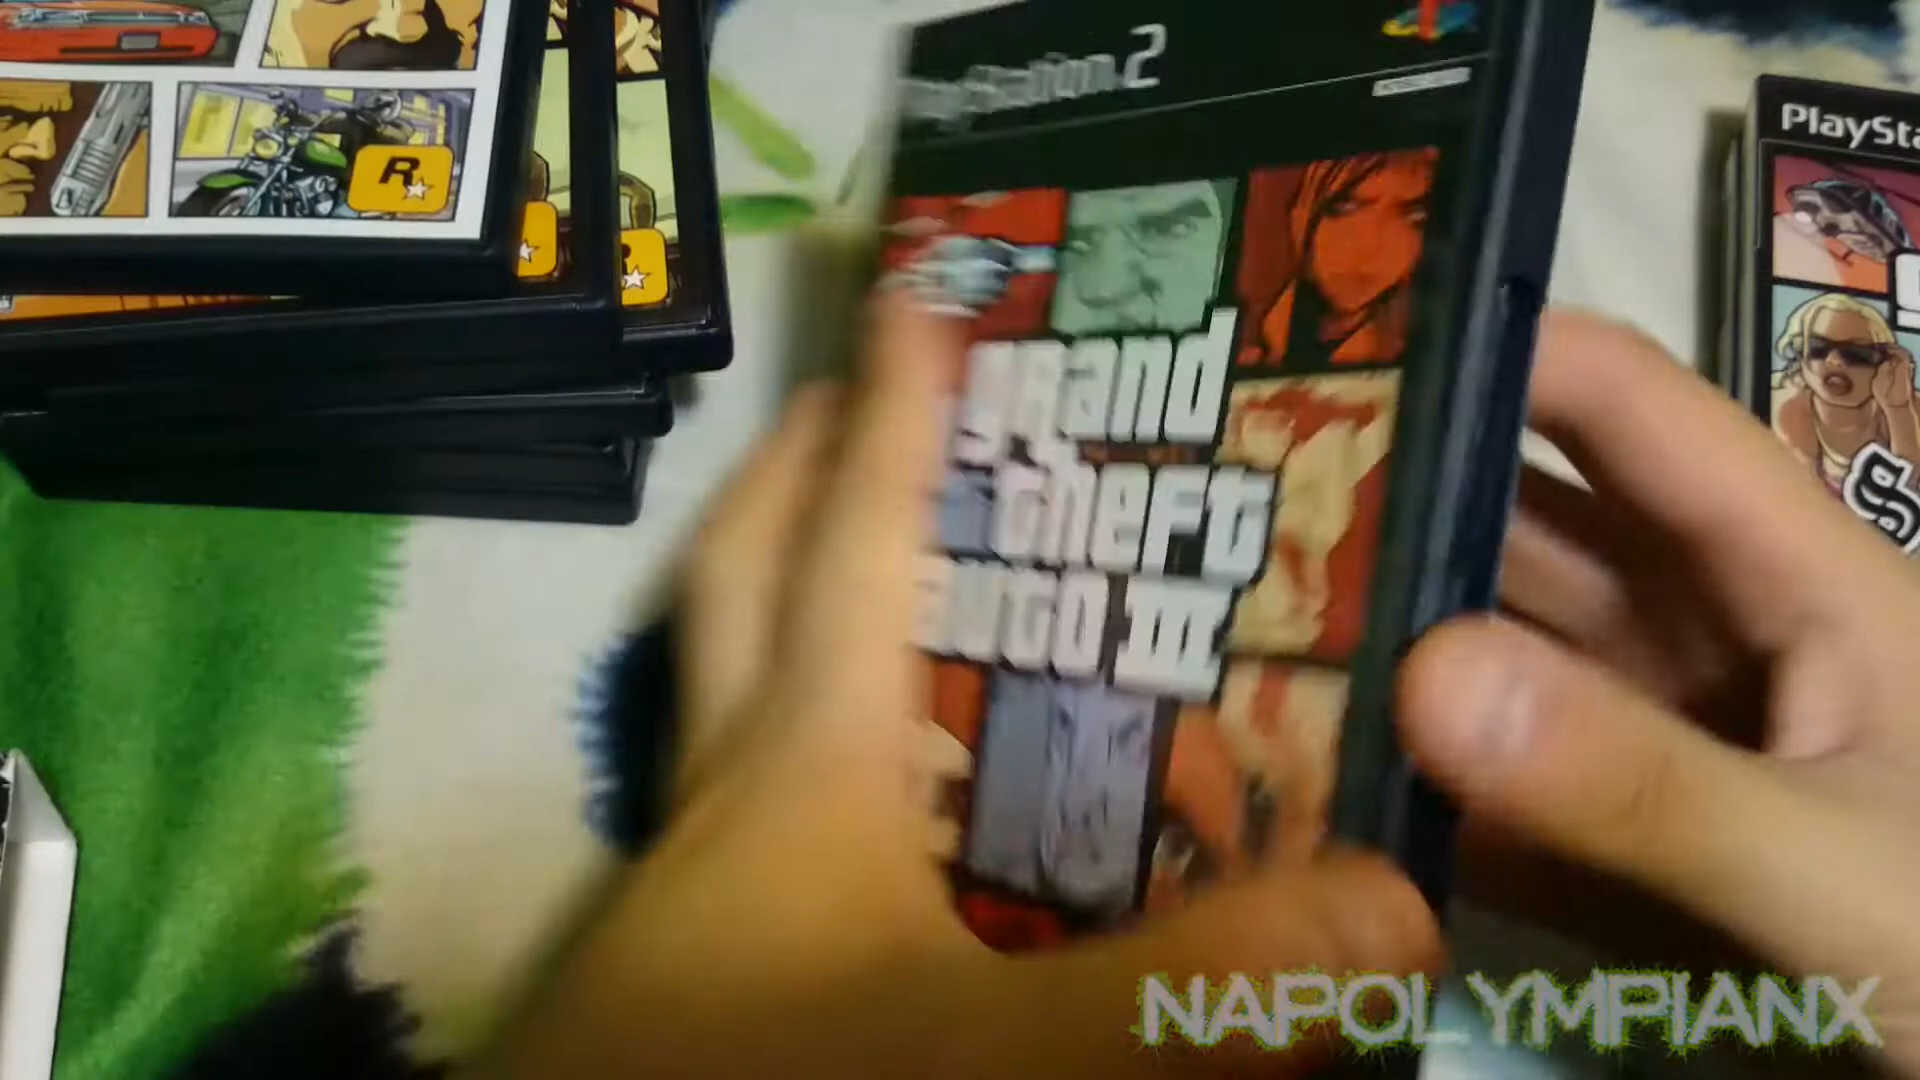 PlayStation 2
PlaySta
R
R
grand
theft
auto III
NAPOLYMPIANX